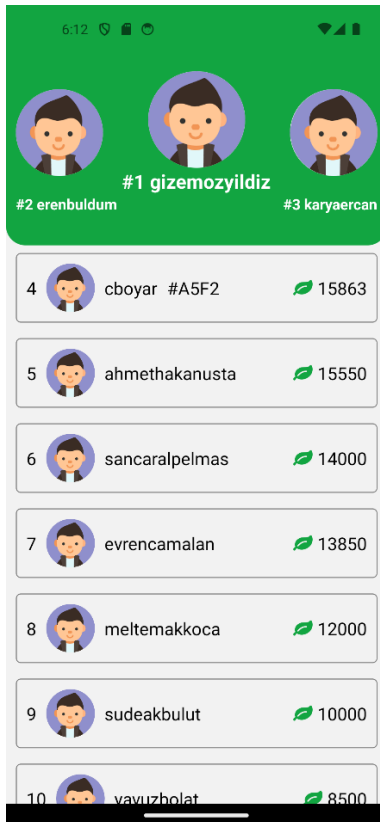 6:12
#1 gizemozyildiz
#2 erenbuldum
#3 karyaercan
4 cboyar #A5F2 15863
5 ahmethakanusta 15550
6 sancaralpelmas 14000
7 evrencamalan 13850
8 meltemakkoca 12000
9 sudeakbulut 10000
10 yavuzbolat 8500